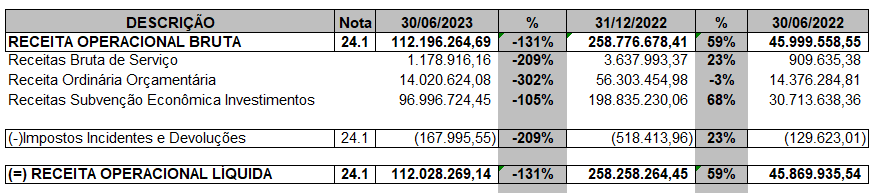 DESCRIÇÃO Nota 30/06/2023 % 31/12/2022 % 30/06/2022
RECEITA OPERACIONAL BRUTA 24.1 112.196.264,69 -131% 258.776.678,41 59% 45.999.558,55
Receitas Bruta de Serviço 1.178.916,16 -209% 3.637.993,37 23% 909.635,38
Receita Ordinária Orçamentária 14.020.624,08 -302% 56.303.454,98 -3% 14.376.284,81
Receitas Subvenção Econômica Investimentos 96.996.724,45 -105% 198.835.230,06 68% 30.713.638,36
(-)Impostos Incidentes e Devoluções 24.1 (167.995,55) -209% (518.413,96) 23% (129.623,01)
(=) RECEITA OPERACIONAL LÍQUIDA 24.1 112.028.269,14 -131% 258.258.264,45 59% 45.869.935,54